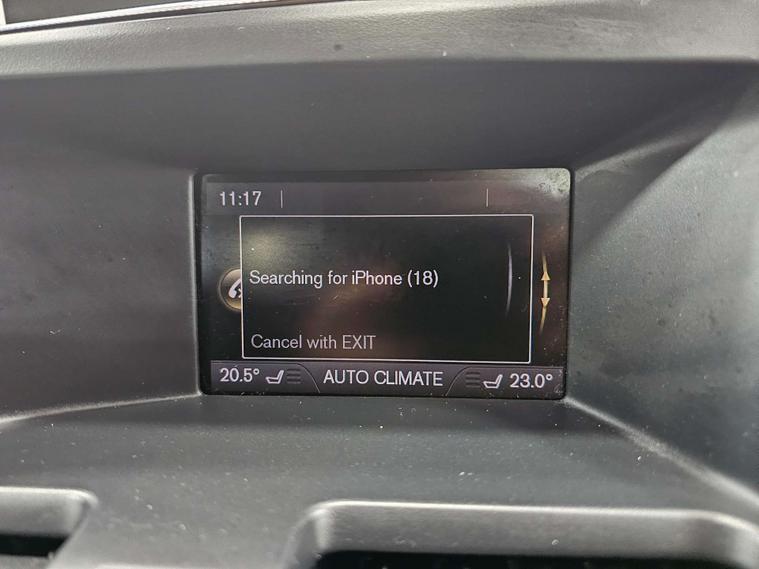 11:17
Searching for iPhone (18)
Cancel with EXIT
20.5° AUTO CLIMATE 23.0°